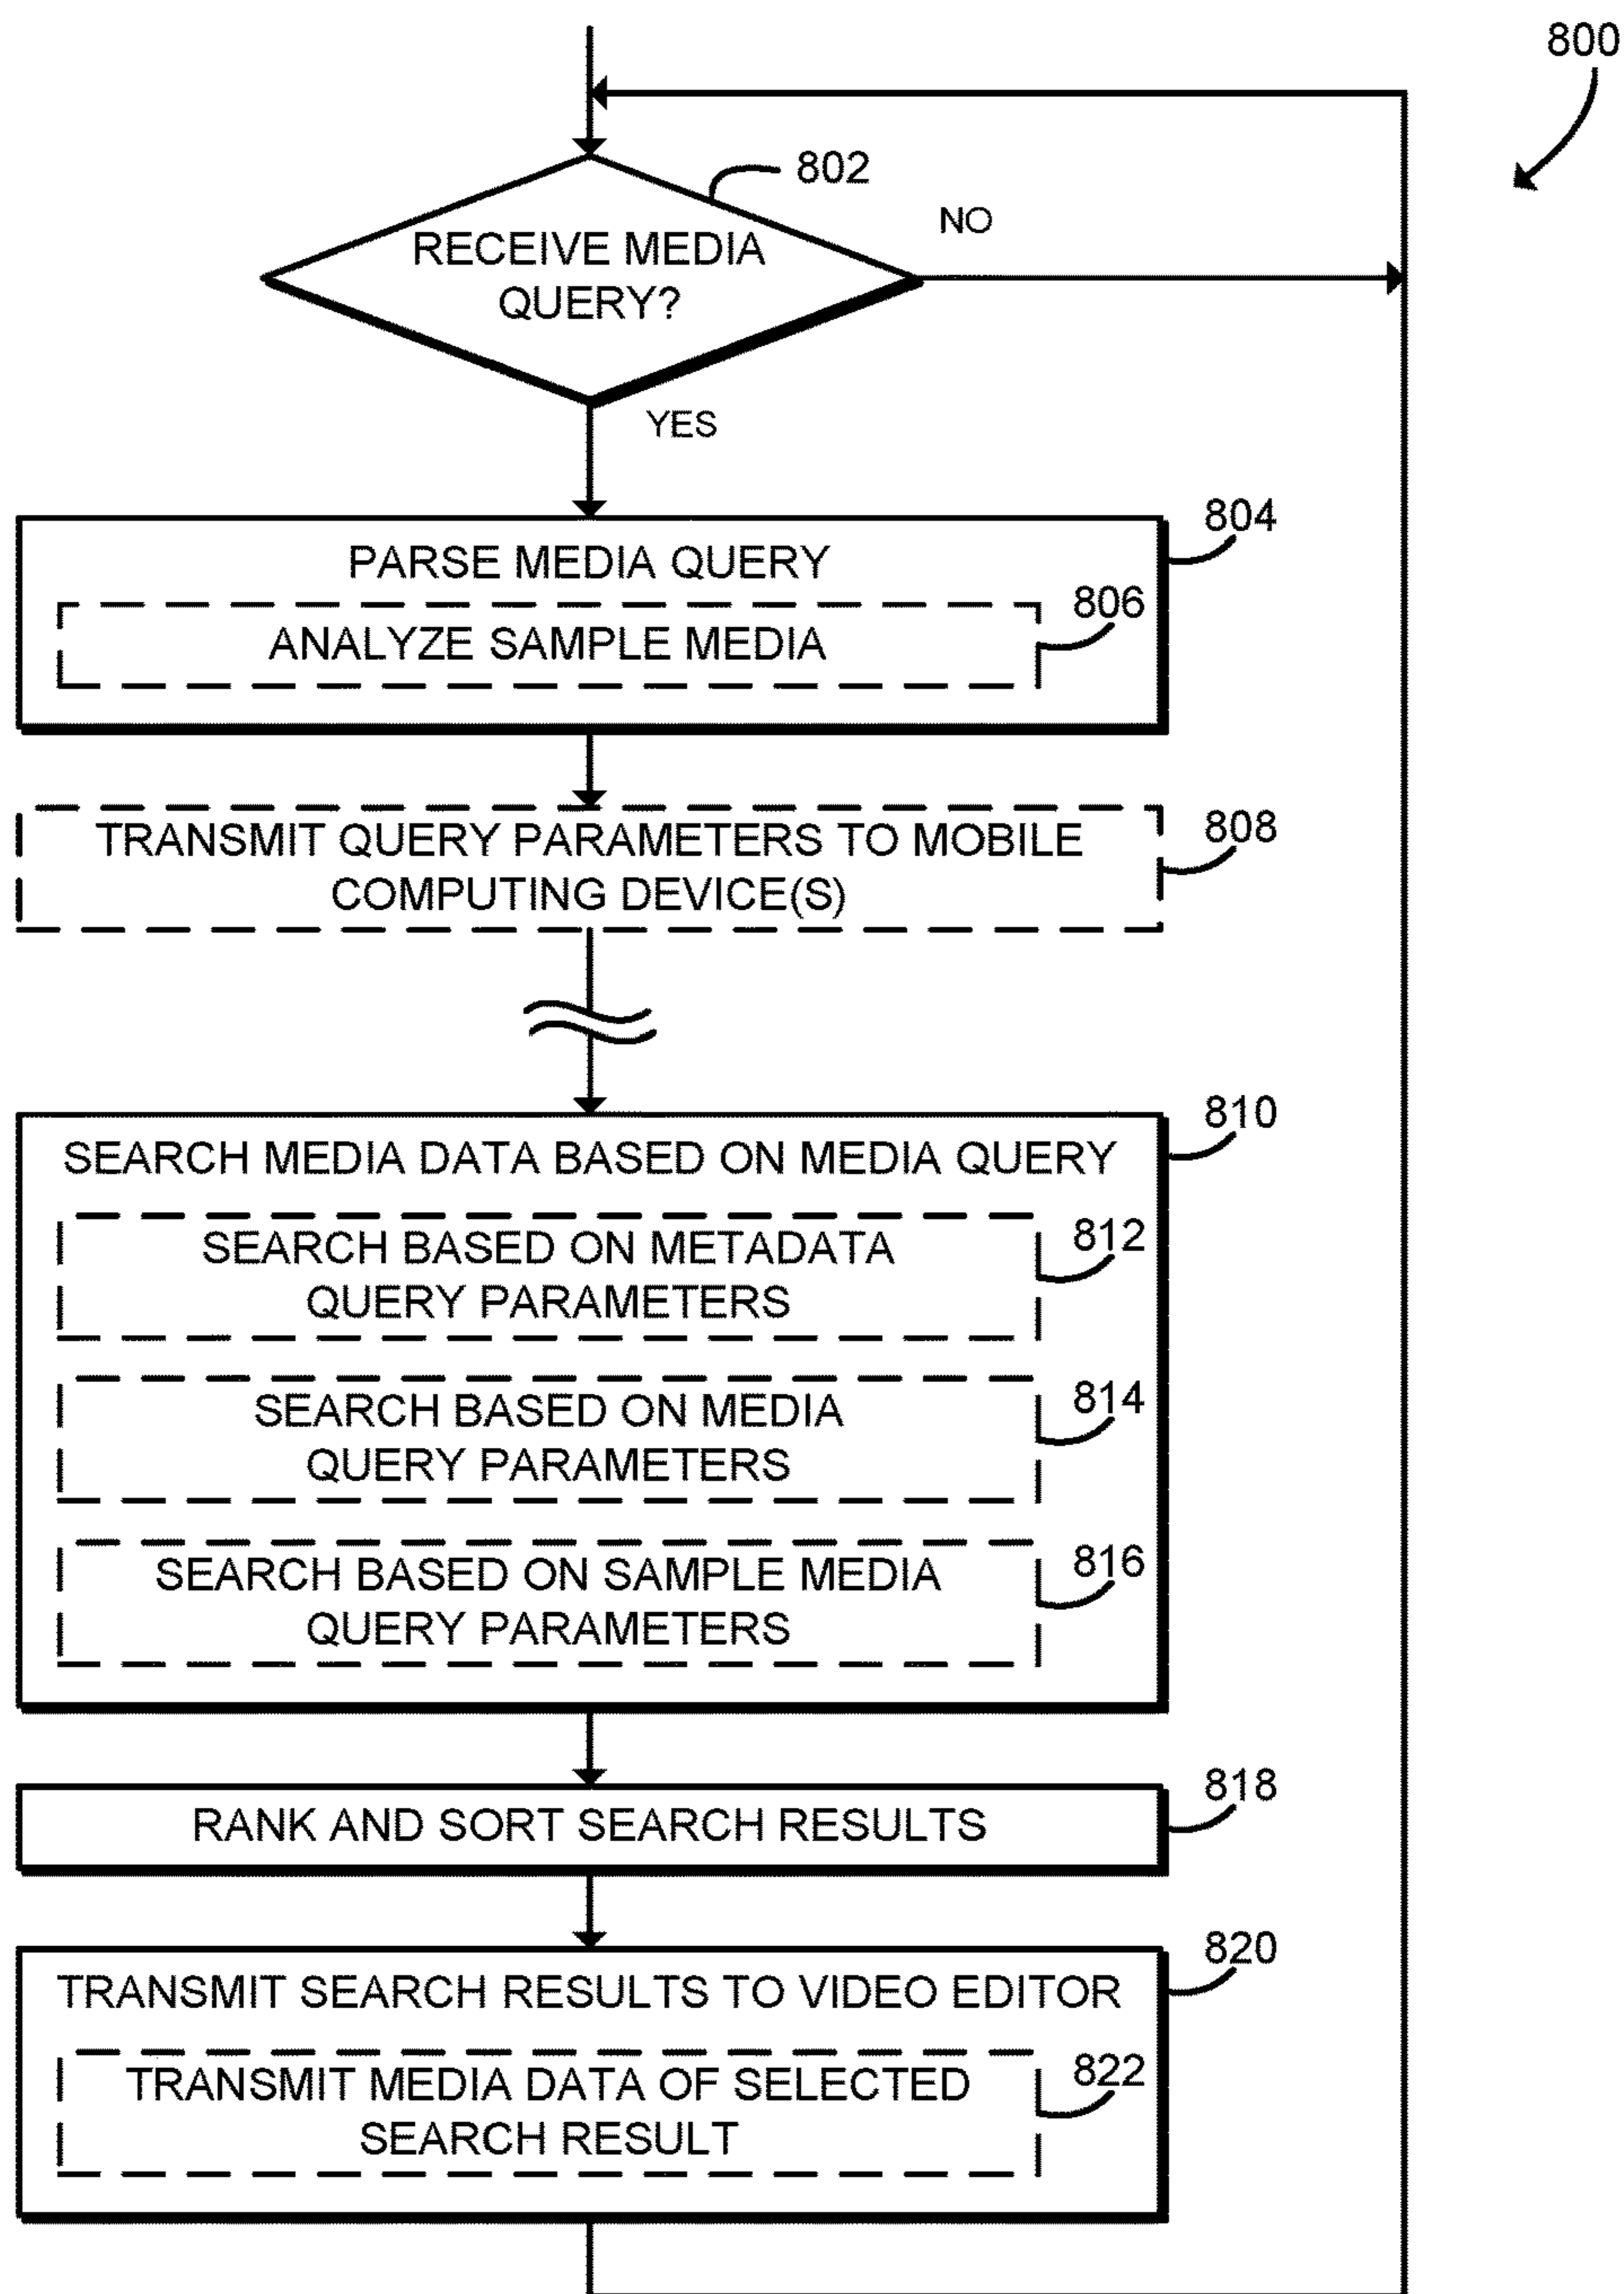 800
802
RECEIVE MEDIA
QUERY?
NO
YES
804
PARSE MEDIA QUERY
806
ANALYZE SAMPLE MEDIA
808
TRANSMIT QUERY PARAMETERS TO MOBILE
COMPUTING DEVICE(S)
810
SEARCH MEDIA DATA BASED ON MEDIA QUERY
812
SEARCH BASED ON METADATA
QUERY PARAMETERS
814
SEARCH BASED ON MEDIA
QUERY PARAMETERS
816
SEARCH BASED ON SAMPLE MEDIA
QUERY PARAMETERS
818
RANK AND SORT SEARCH RESULTS
820
TRANSMIT SEARCH RESULTS TO VIDEO EDITOR
822
TRANSMIT MEDIA DATA OF SELECTED
SEARCH RESULT